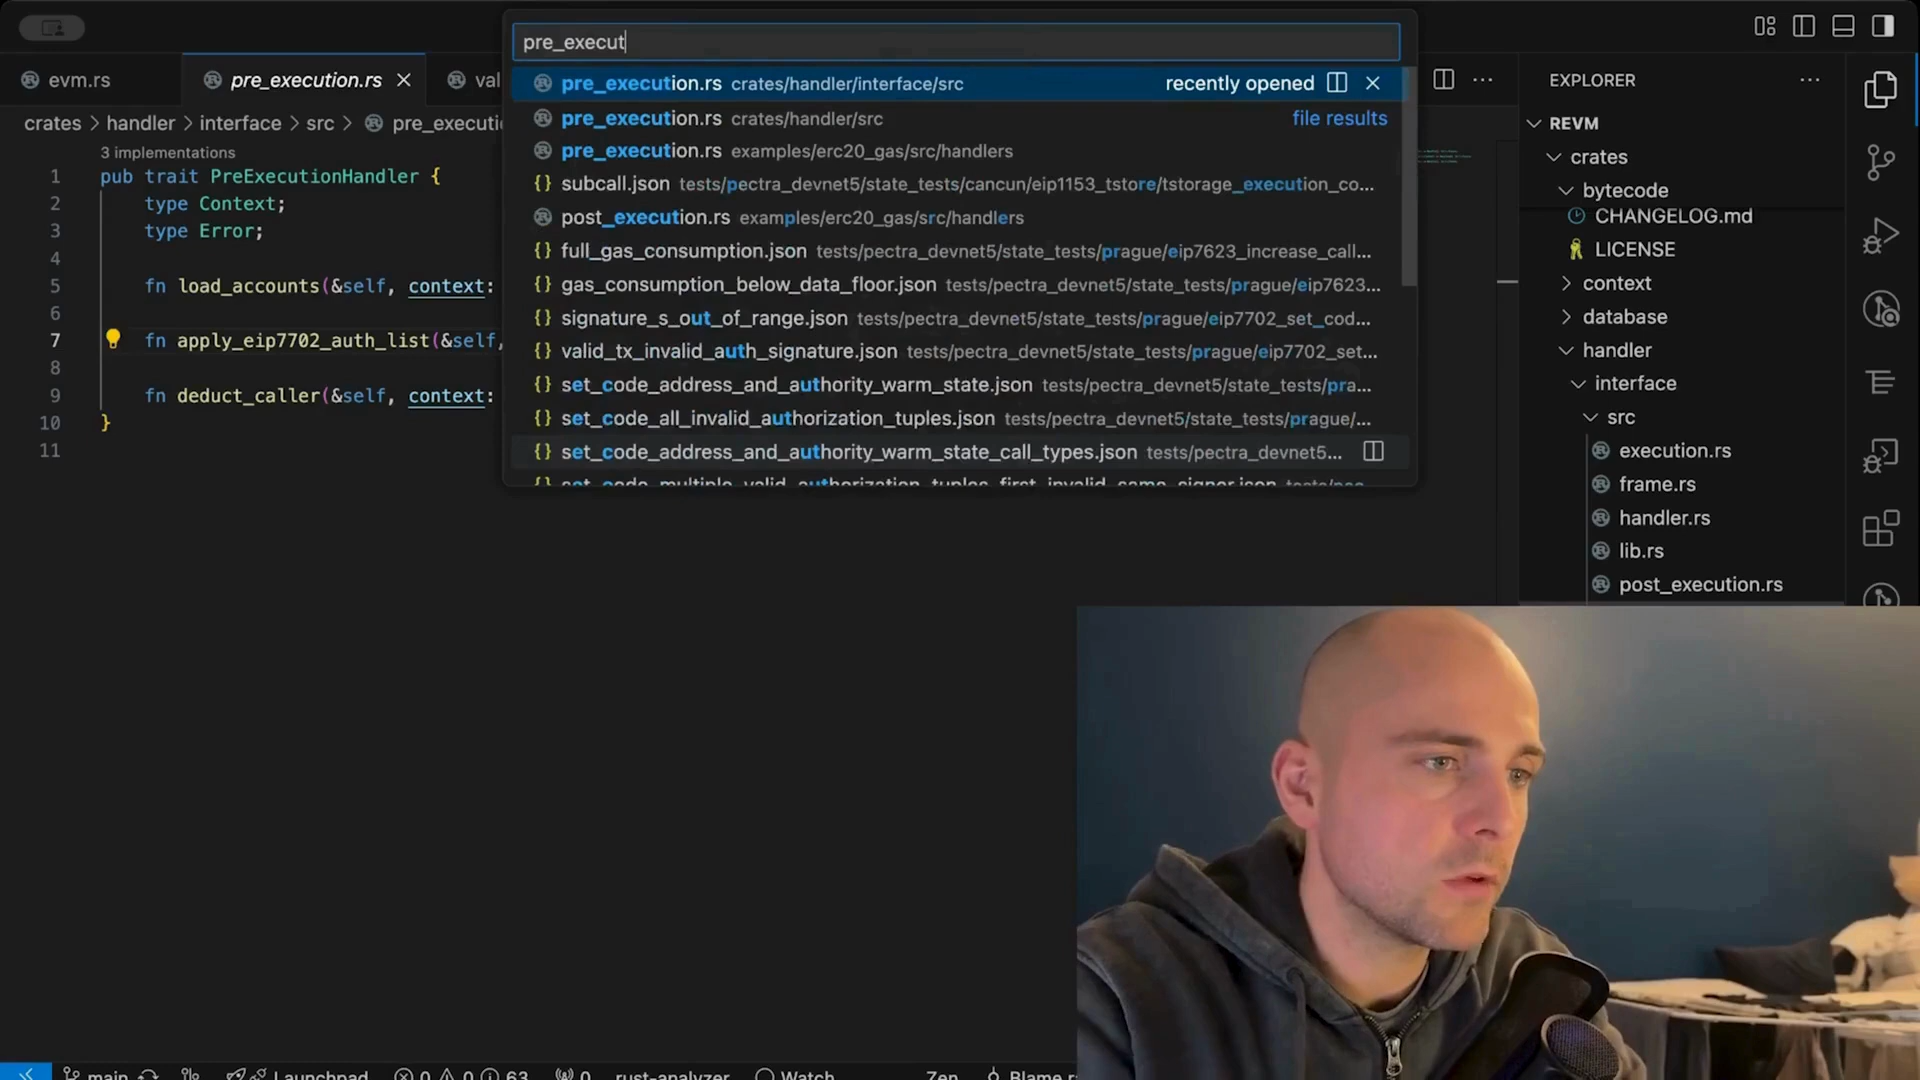 pre_execut
evm.rs
pre_execution.rs
val
pre_execution.rs crates/handler/interface/src recently opened
pre_execution.rs crates/handler/src file results
pre_execution.rs examples/erc20_gas/src/handlers
subcall.json tests/pectra_devnet5/state_tests/cancun/eip1153_tstore/tstorage_execution_co...
post_execution.rs examples/erc20_gas/src/handlers
full_gas_consumption.json tests/pectra_devnet5/state_tests/prague/eip7623_increase_call...
gas_consumption_below_data_floor.json tests/pectra_devnet5/state_tests/prague/eip7623...
signature_s_out_of_range.json tests/pectra_devnet5/state_tests/prague/eip7702_set_cod...
valid_tx_invalid_auth_signature.json tests/pectra_devnet5/state_tests/prague/eip7702_set...
set_code_address_and_authority_warm_state.json tests/pectra_devnet5/state_tests/pra...
set_code_all_invalid_authorization_tuples.json tests/pectra_devnet5/state_tests/prague/...
set_code_address_and_authority_warm_state_call_types.json tests/pectra_devnet5...
set_code_multiple_valid_authorization_tuples_first_invalid_same_signer.json
crates > handler > interface > src > pre_executi
3 implementations
1 pub trait PreExecutionHandler {
2 type Context;
3 type Error;
4
5 fn load_accounts(&self, context:
6
7 fn apply_eip7702_auth_list(&self,
8
9 fn deduct_caller(&self, context:
10 }
11
EXPLORER
REVM
crates
bytecode
CHANGELOG.md
LICENSE
context
database
handler
interface
src
execution.rs
frame.rs
handler.rs
lib.rs
post_execution.rs
main Launchpad 0 0 63 0 rust-analyzer Watch Zen Blame